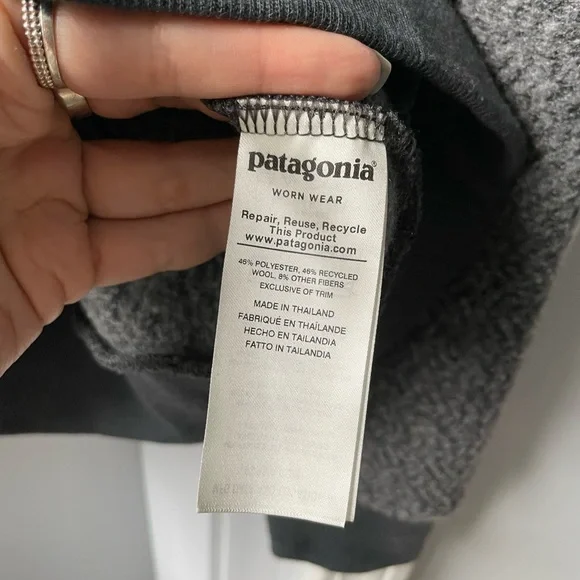 patagonia®
WORN WEAR
Repair, Reuse, Recycle
This Product
www.patagonia.com
46% POLYESTER, 46% RECYCLED
WOOL, 8% OTHER FIBERS
EXCLUSIVE OF TRIM
MADE IN THAILAND
FABRIQUÉ EN THAÏLANDE
HECHO EN TAILANDIA
FATTO IN TAILANDIA